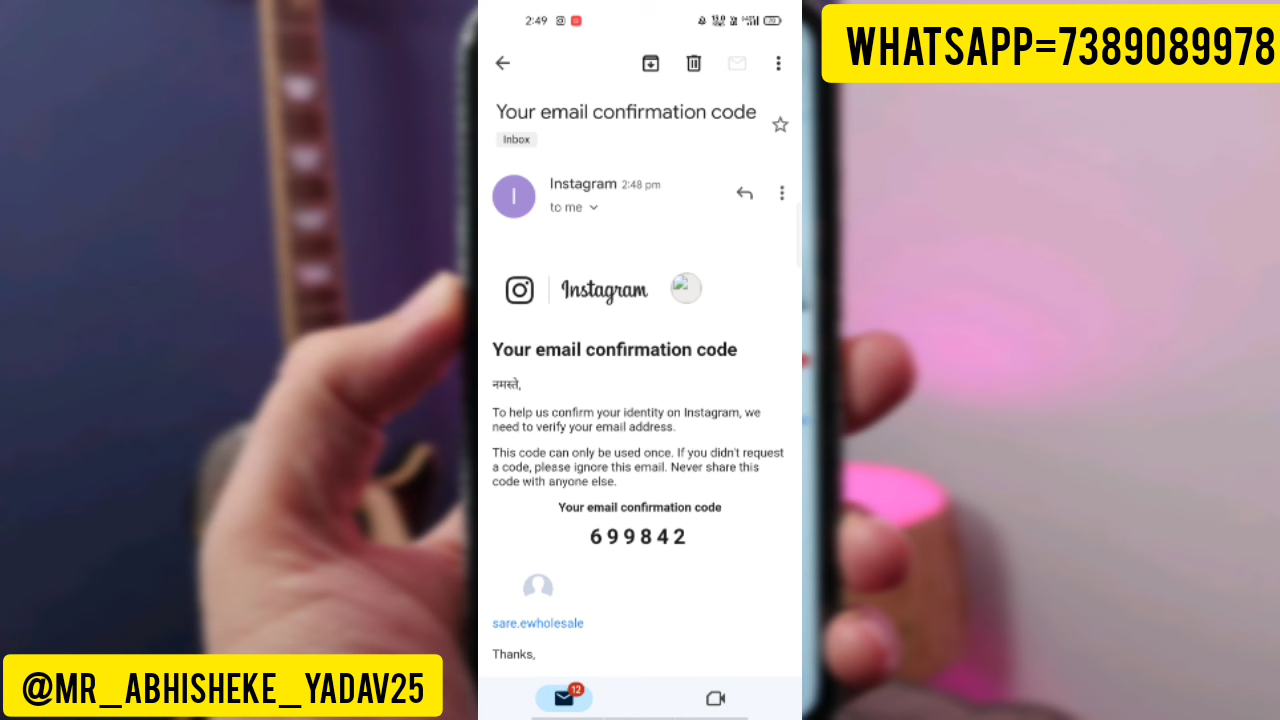 2:49
WHATSAPP=7389089978
Your email confirmation code
Inbox
Instagram 2:48 pm
I
to me
Instagram
Your email confirmation code
नमस्ते,
To help us confirm your identity on Instagram, we
need to verify your email address.
This code can only be used once. If you didn't request
a code, please ignore this email. Never share this
code with anyone else.
Your email confirmation code
699842
sare.ewholesale
Thanks,
@MR_ABHISHEKE_YADAV25
12